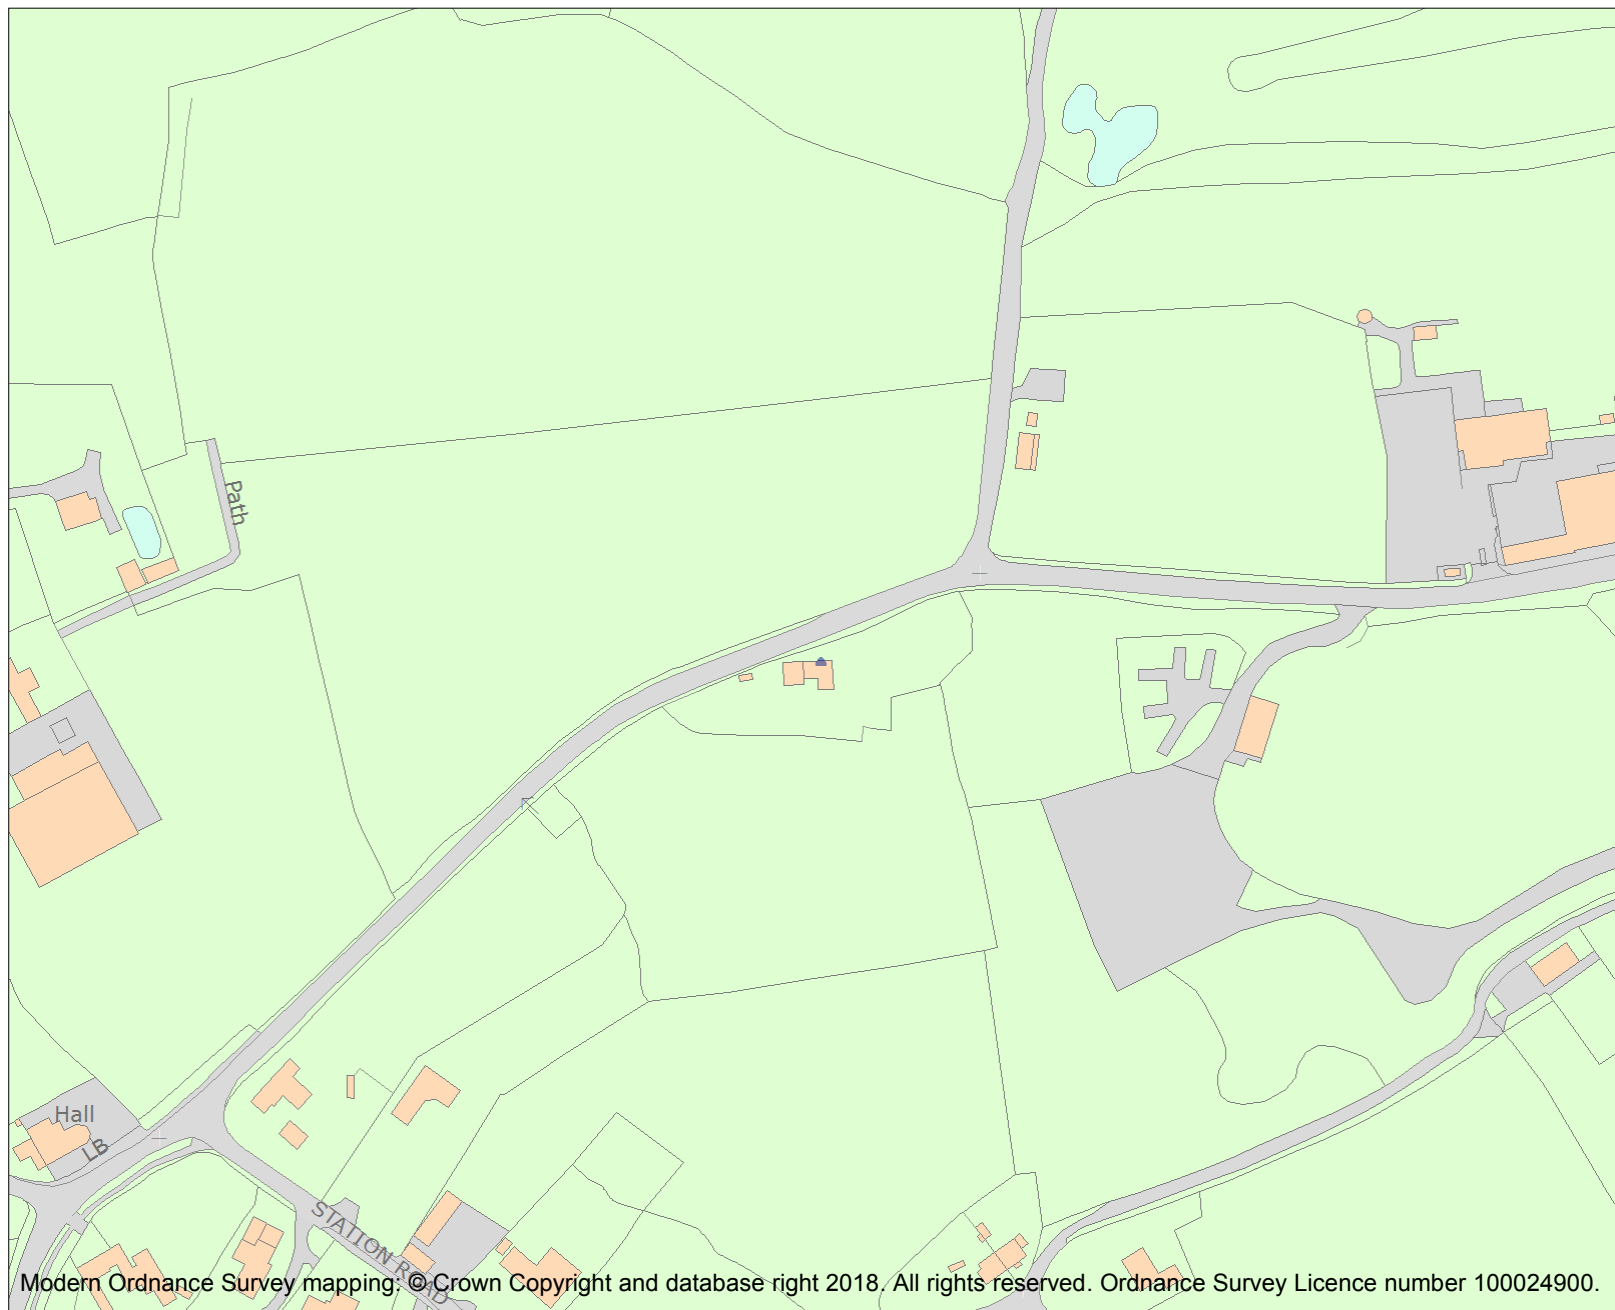 Path
Hall
LB
STATION ROAD
Modern Ordnance Survey mapping: © Crown Copyright and database right 2018. All rights reserved. Ordnance Survey Licence number 100024900.